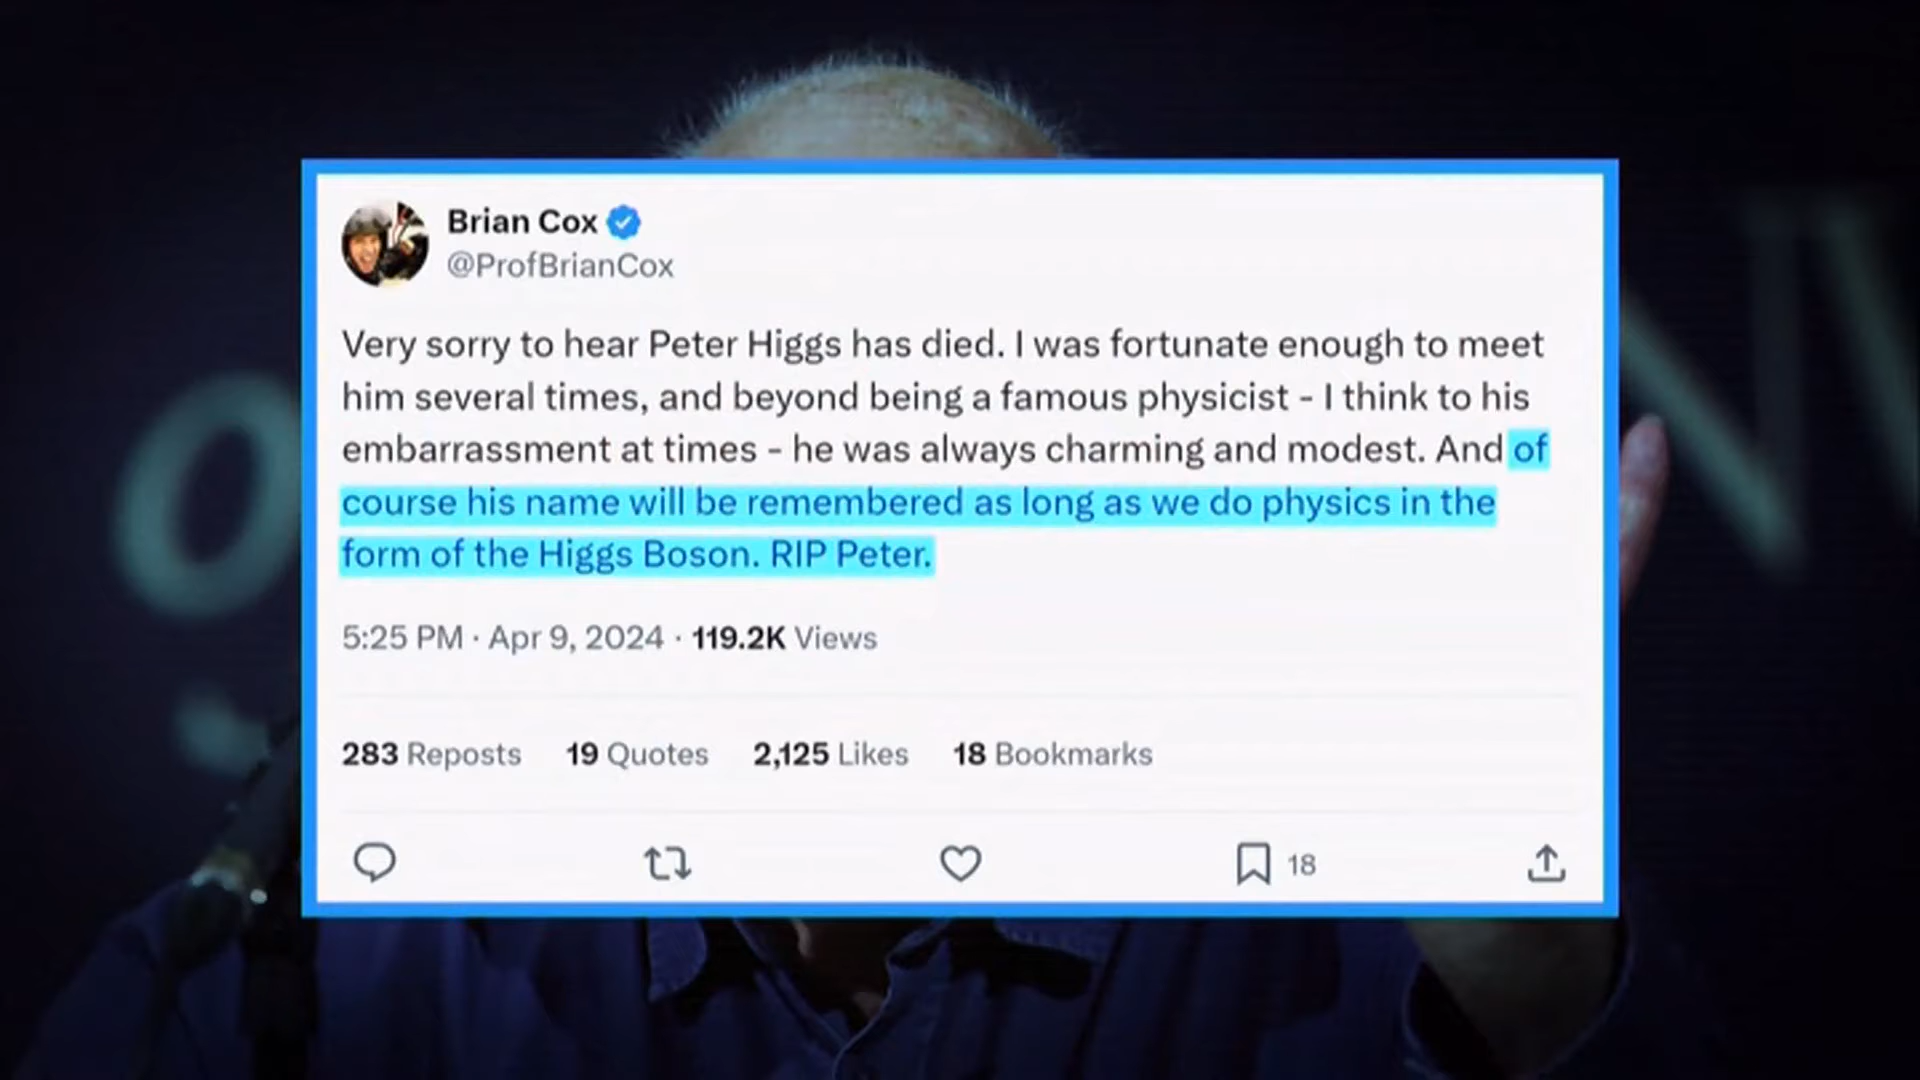 Brian Cox
@ProfBrianCox
Very sorry to hear Peter Higgs has died. I was fortunate enough to meet
him several times, and beyond being a famous physicist - I think to his
embarrassment at times - he was always charming and modest. And of
course his name will be remembered as long as we do physics in the
form of the Higgs Boson. RIP Peter.
5:25 PM · Apr 9, 2024 · 119.2K Views
283 Reposts 19 Quotes 2,125 Likes 18 Bookmarks
18